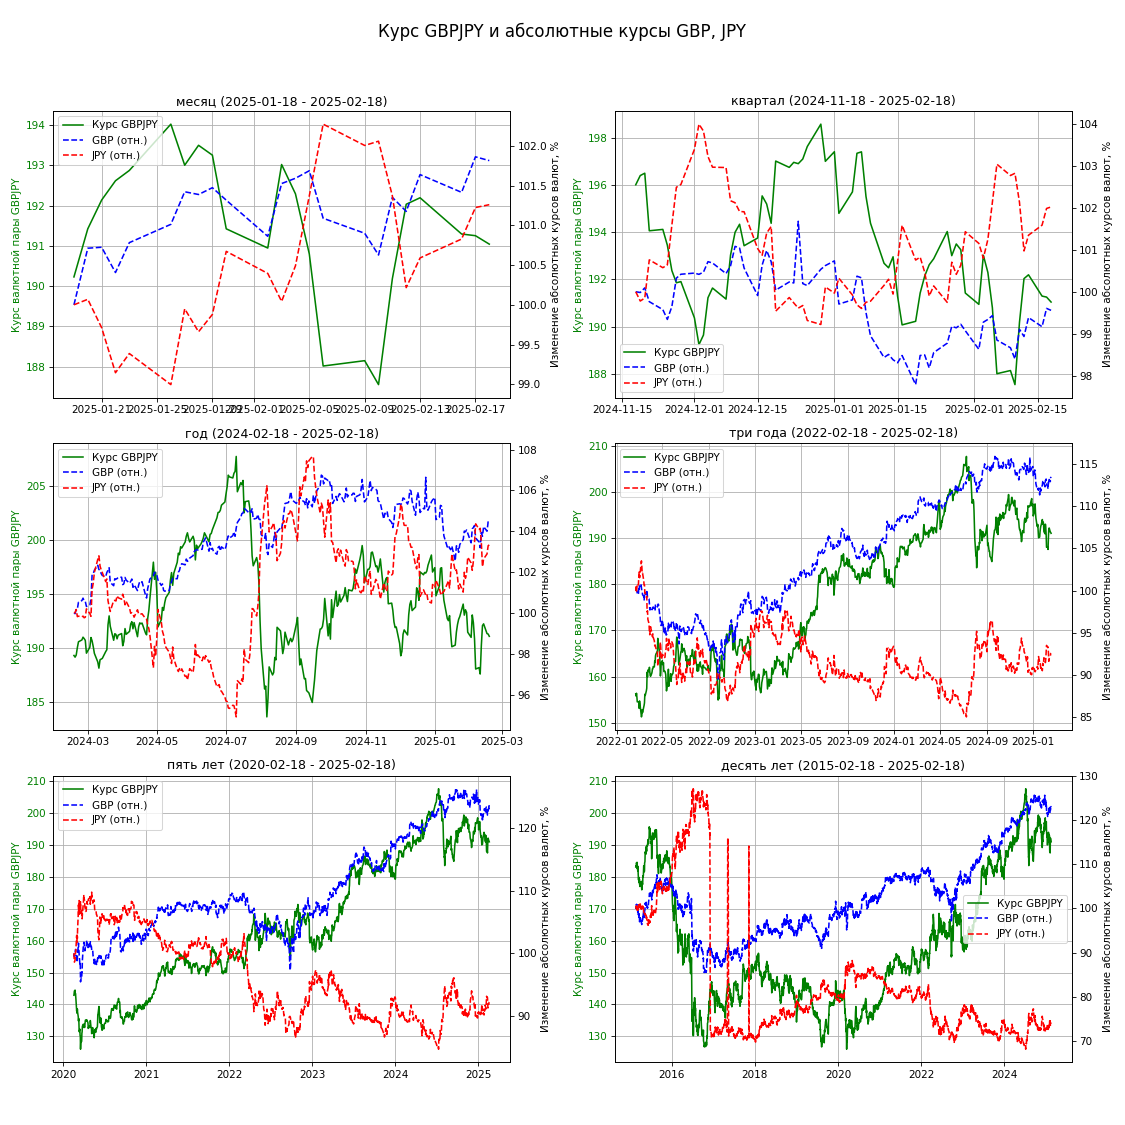 Курс GBPJPY и абсолютные курсы GBP, JPY
месяц (2025-01-18 - 2025-02-18)
Курс GBPJPY
GBP (отн.)
JPY (отн.)
Курс валютной пары GBPJPY
194
193
192
191
190
189
188
102.0
101.5
101.0
100.5
100.0
99.5
99.0
Изменение абсолютных курсов валют, %
2025-01-21 2025-01-25 2025-01-29 2025-02-01 2025-02-05 2025-02-09 2025-02-13 2025-02-17
квартал (2024-11-18 - 2025-02-18)
Курс GBPJPY
GBP (отн.)
JPY (отн.)
Курс валютной пары GBPJPY
198
196
194
192
190
188
104
103
102
101
100
99
98
Изменение абсолютных курсов валют, %
2024-11-15 2024-12-01 2024-12-15 2025-01-01 2025-01-15 2025-02-01 2025-02-15
год (2024-02-18 - 2025-02-18)
Курс GBPJPY
GBP (отн.)
JPY (отн.)
Курс валютной пары GBPJPY
205
200
195
190
185
108
106
104
102
100
98
96
Изменение абсолютных курсов валют, %
2024-03 2024-05 2024-07 2024-09 2024-11 2025-01 2025-03
три года (2022-02-18 - 2025-02-18)
Курс GBPJPY
GBP (отн.)
JPY (отн.)
Курс валютной пары GBPJPY
210
200
190
180
170
160
150
115
110
105
100
95
90
85
Изменение абсолютных курсов валют, %
2022-01 2022-05 2022-09 2023-01 2023-05 2023-09 2024-01 2024-05 2024-09 2025-01
пять лет (2020-02-18 - 2025-02-18)
Курс GBPJPY
GBP (отн.)
JPY (отн.)
Курс валютной пары GBPJPY
210
200
190
180
170
160
150
140
130
120
110
100
90
Изменение абсолютных курсов валют, %
2020 2021 2022 2023 2024 2025
десять лет (2015-02-18 - 2025-02-18)
Курс GBPJPY
GBP (отн.)
JPY (отн.)
Курс валютной пары GBPJPY
210
200
190
180
170
160
150
140
130
130
120
110
100
90
80
70
Изменение абсолютных курсов валют, %
2016 2018 2020 2022 2024